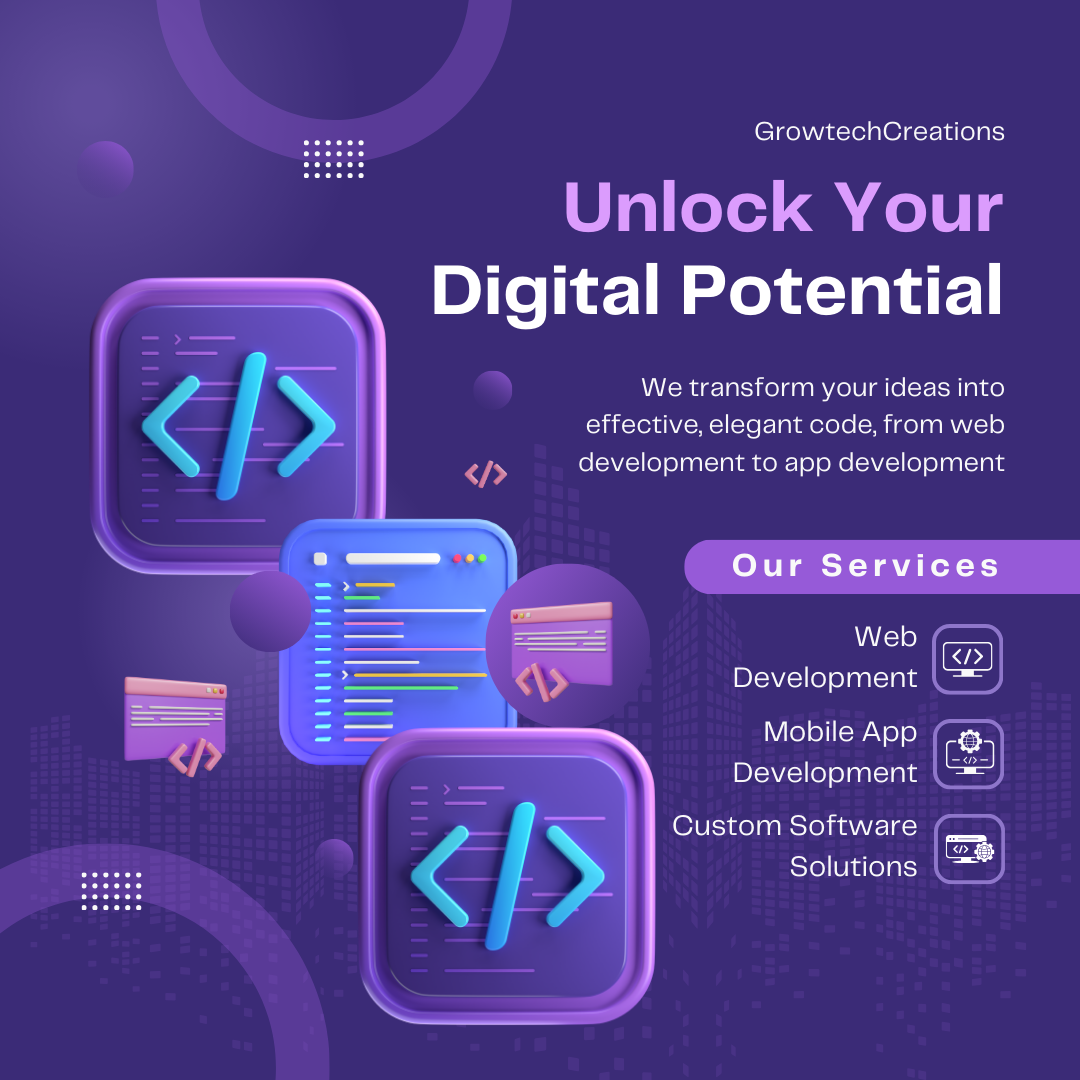 GrowtechCreations
Unlock Your
Digital Potential
We transform your ideas into
effective, elegant code, from web
development to app development
Our Services
Web
Development
Mobile App
Development
Custom Software
Solutions